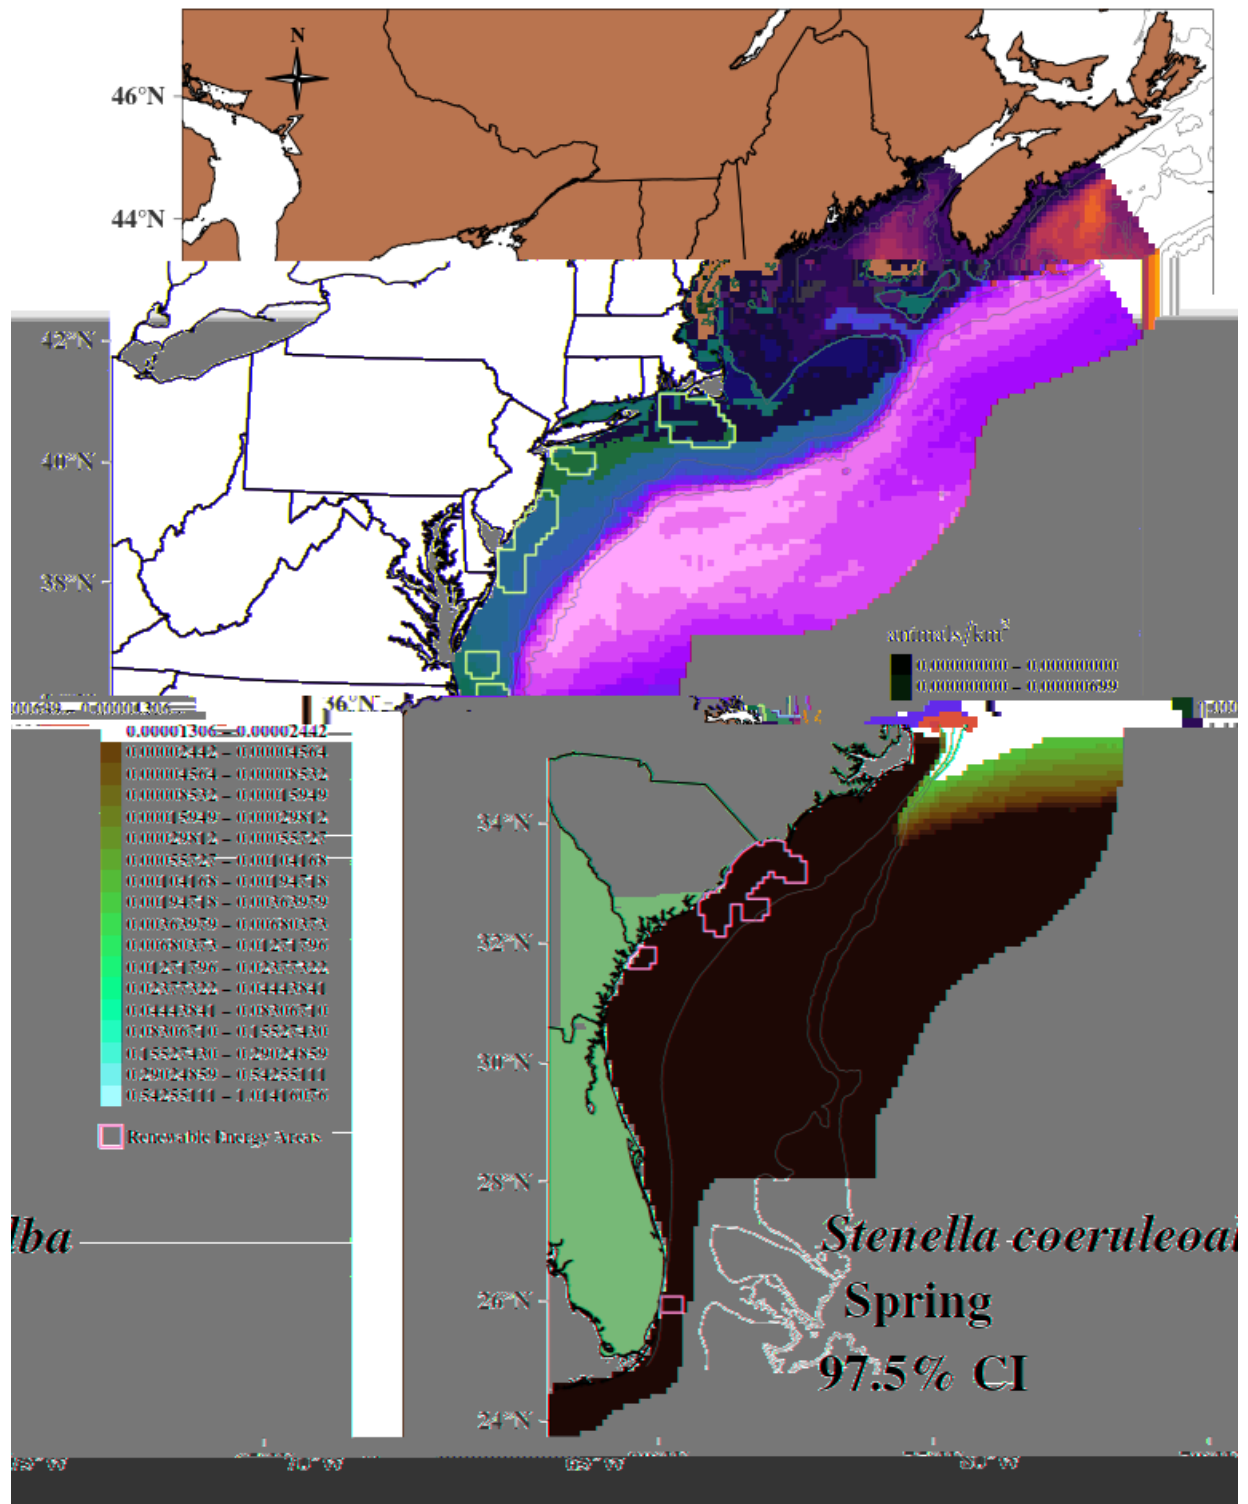 N
46°N
44°N
42°N
40°N
38°N
animals/km²
0.00000000 – 0.00000000
0.00000000 – 0.00000699
36°N
0.00001306 – 0.00002442
0.00002442 – 0.00004564
0.00004564 – 0.00008532
0.00008532 – 0.00015949
0.00015949 – 0.00029812
0.00029812 – 0.00055727
0.00055727 – 0.00104168
0.00104168 – 0.00194718
0.00194718 – 0.00363979
0.00363979 – 0.00680373
0.00680373 – 0.01271796
0.01271796 – 0.02377322
0.02377322 – 0.04443841
0.04443841 – 0.08306710
0.08306710 – 0.15527430
0.15527430 – 0.29024859
0.29024859 – 0.54255111
0.54255111 – 1.01416076
Renewable Energy Areas
34°N
32°N
30°N
28°N
26°N
24°N
lba
Stenella coeruleoal
Spring
97.5% CI